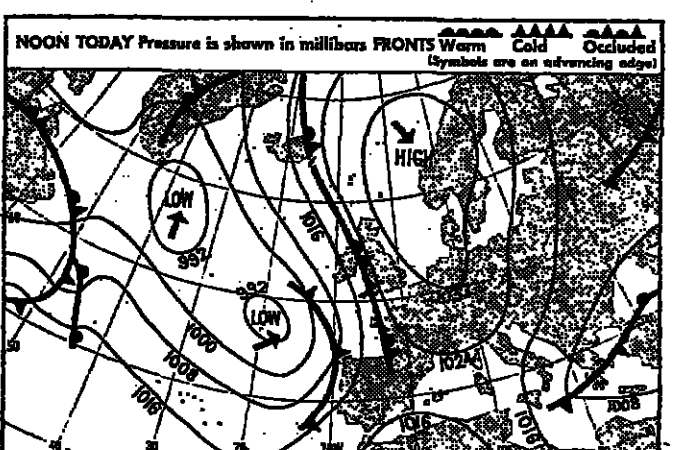 NOON TODAY Pressure is shown in millibars FRONTS Warm Cold Occluded
(Symbols are on advancing edge)
HIGH
LOW
1016
992
992
LOW
1000
1008
1024
1016
1016
1016
1008